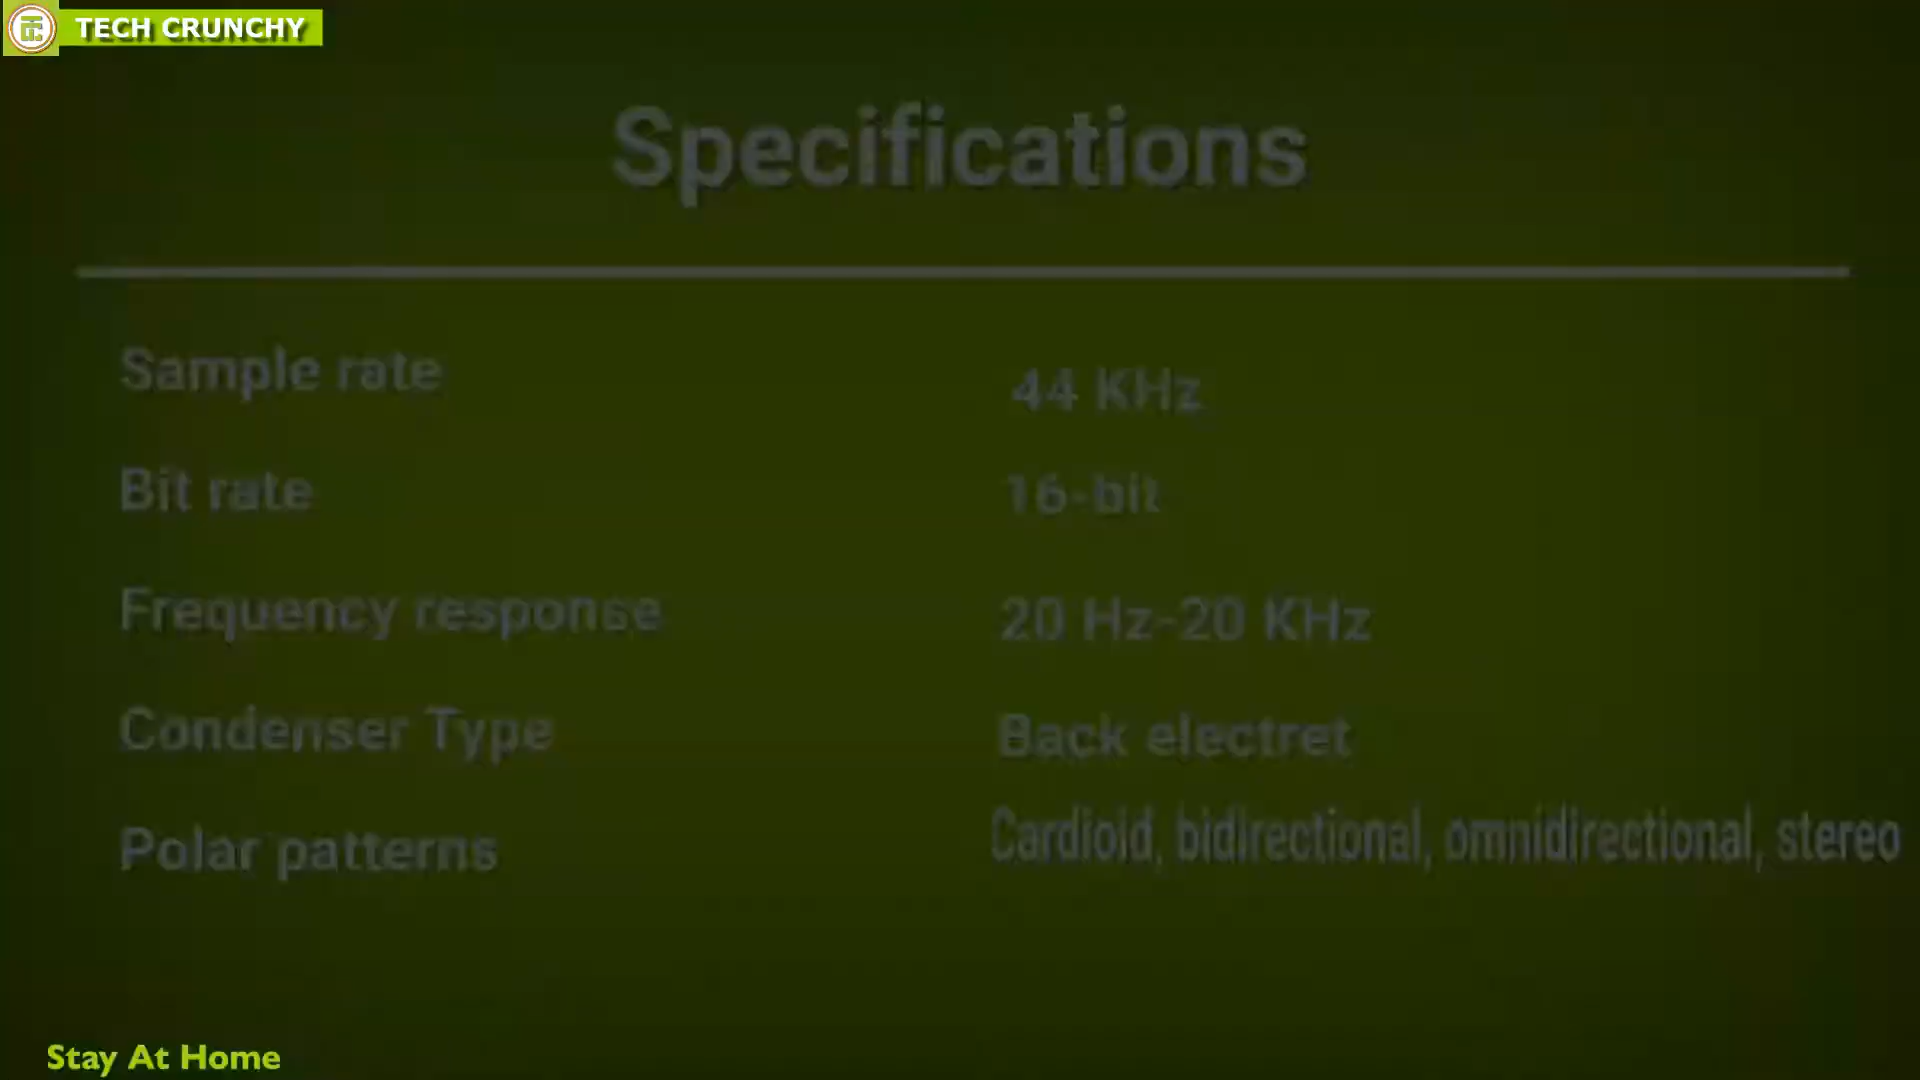 TECH CRUNCHY
Specifications
Sample rate 44 KHz
Bit rate 16-bit
Frequency response 20 Hz-20 KHz
Condenser Type Back electret
Polar patterns Cardioid, bidirectional, omnidirectional, stereo
Stay At Home